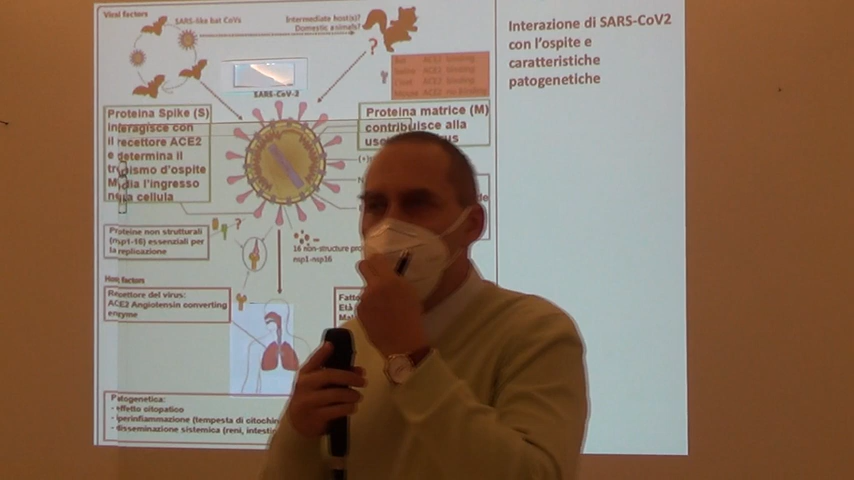 Viral factors
SARS-like bat CoVs
Intermediate host(s)?
Domestic animals?
?
SARS-CoV-2
Interazione di SARS-CoV2
con l'ospite e
caratteristiche
patogenetiche
Proteina Spike (S)
interagisce con
il recettore ACE2
e determina il
tropismo d'ospite
Media l'ingresso
nella cellula
Proteina matrice (M)
contribuisce alla
Proteine non strutturali
(nsp1-16) essenziali per
la replicazione
?
16 non-structure
nsp1-nsp16
Host factors
Recettore del virus:
ACE2 Angiotensin converting
enzyme
Età
Patogenetica:
- effetto citopatico
- iperinfiammazione (tempesta di
- disseminazione sistemica (reni,